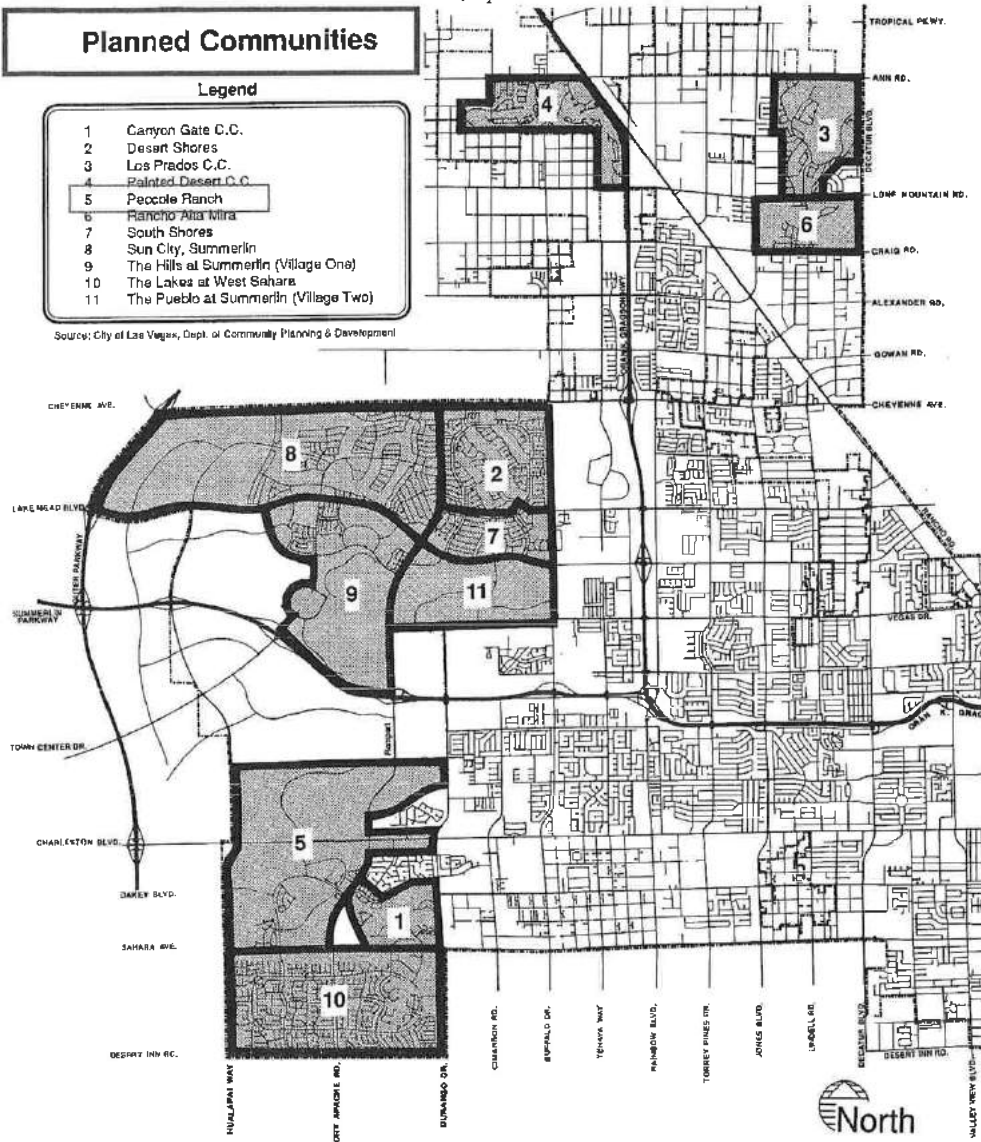 Planned Communities
Legend
1 Canyon Gate C.C.
2 Desert Shores
3 Los Prados C.C.
4 Painted Desert C.C.
5 Peccole Ranch
6 Rancho Alta Mira
7 South Shores
8 Sun City, Summerlin
9 The Hills at Summerlin (Village One)
10 The Lakes at West Sahara
11 The Pueblo at Summerlin (Village Two)
Source: City of Las Vegas, Dept. of Community Planning & Development
TROPICAL PKWY.
ANN RD.
4
3
DECATUR BLVD.
LONE MOUNTAIN RD.
6
CRAIG RD.
ALEXANDER RD.
GOWAN RD.
CHEYENNE AVE.
CHEYENNE AVE.
8
2
LAKE MEAD BLVD.
RANCHO RD.
7
PARKWAY
9
11
SUMMERLIN
PARKWAY
VEGAS DR.
ORAN K.
TOWN CENTER DR.
Rampart
5
CHARLESTON BLVD.
OAKEY BLVD.
1
SAHARA AVE.
10
DESERT INN RD.
DESERT INN RD.
HUALAPAI WAY
FORT APACHE RD.
DURANGO DR.
CIMARRON RD.
BUFFALO DR.
TENAYA WAY
RAINBOW BLVD.
TORREY PINES DR.
JONES BLVD.
LINDELL RD.
DECATUR BLVD.
VALLEY VIEW BLVD.
North